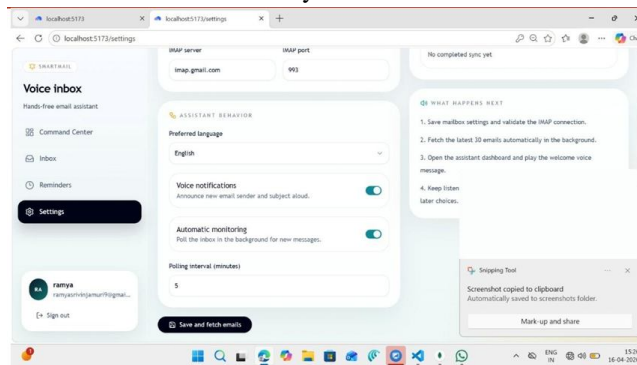 localhost:5173
localhost:5173/settings
localhost:5173/settings
SMARTMAIL
Voice inbox
Hands-free email assistant
Command Center
Inbox
Reminders
Settings
RA
ramya
ramyasrivinjamuri9@gmai...
Sign out
IMAP server
IMAP port
imap.gmail.com
993
ASSISTANT BEHAVIOR
Preferred language
English
Voice notifications
Announce new email sender and subject aloud.
Automatic monitoring
Poll the inbox in the background for new messages.
Polling interval (minutes)
5
Save and fetch emails
No completed sync yet
WHAT HAPPENS NEXT
1. Save mailbox settings and validate the IMAP connection.
2. Fetch the latest 30 emails automatically in the background.
3. Open the assistant dashboard and play the welcome voice
message.
4. Keep listen
later choices.
Snipping Tool
Screenshot copied to clipboard
Automatically saved to screenshots folder.
Mark-up and share
ENG
IN
15:20
16-04-2026